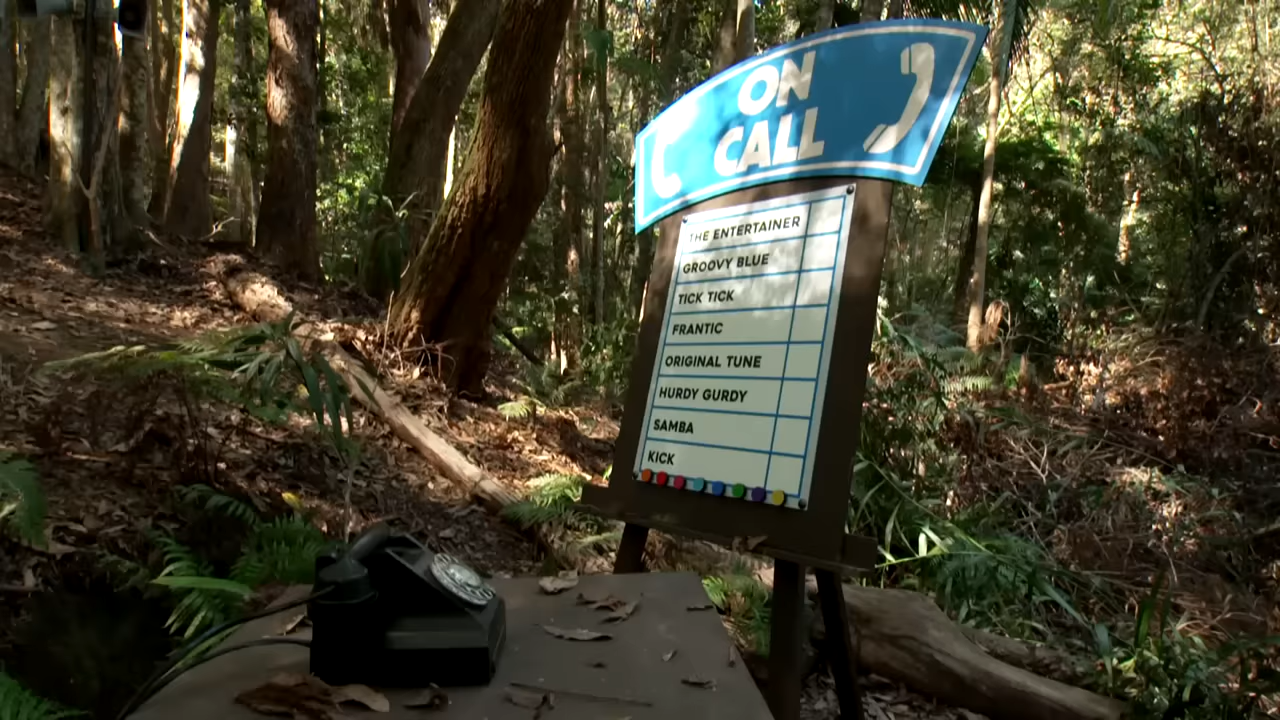 ON
CALL
THE ENTERTAINER
GROOVY BLUE
TICK TICK
FRANTIC
ORIGINAL TUNE
HURDY GURDY
SAMBA
KICK